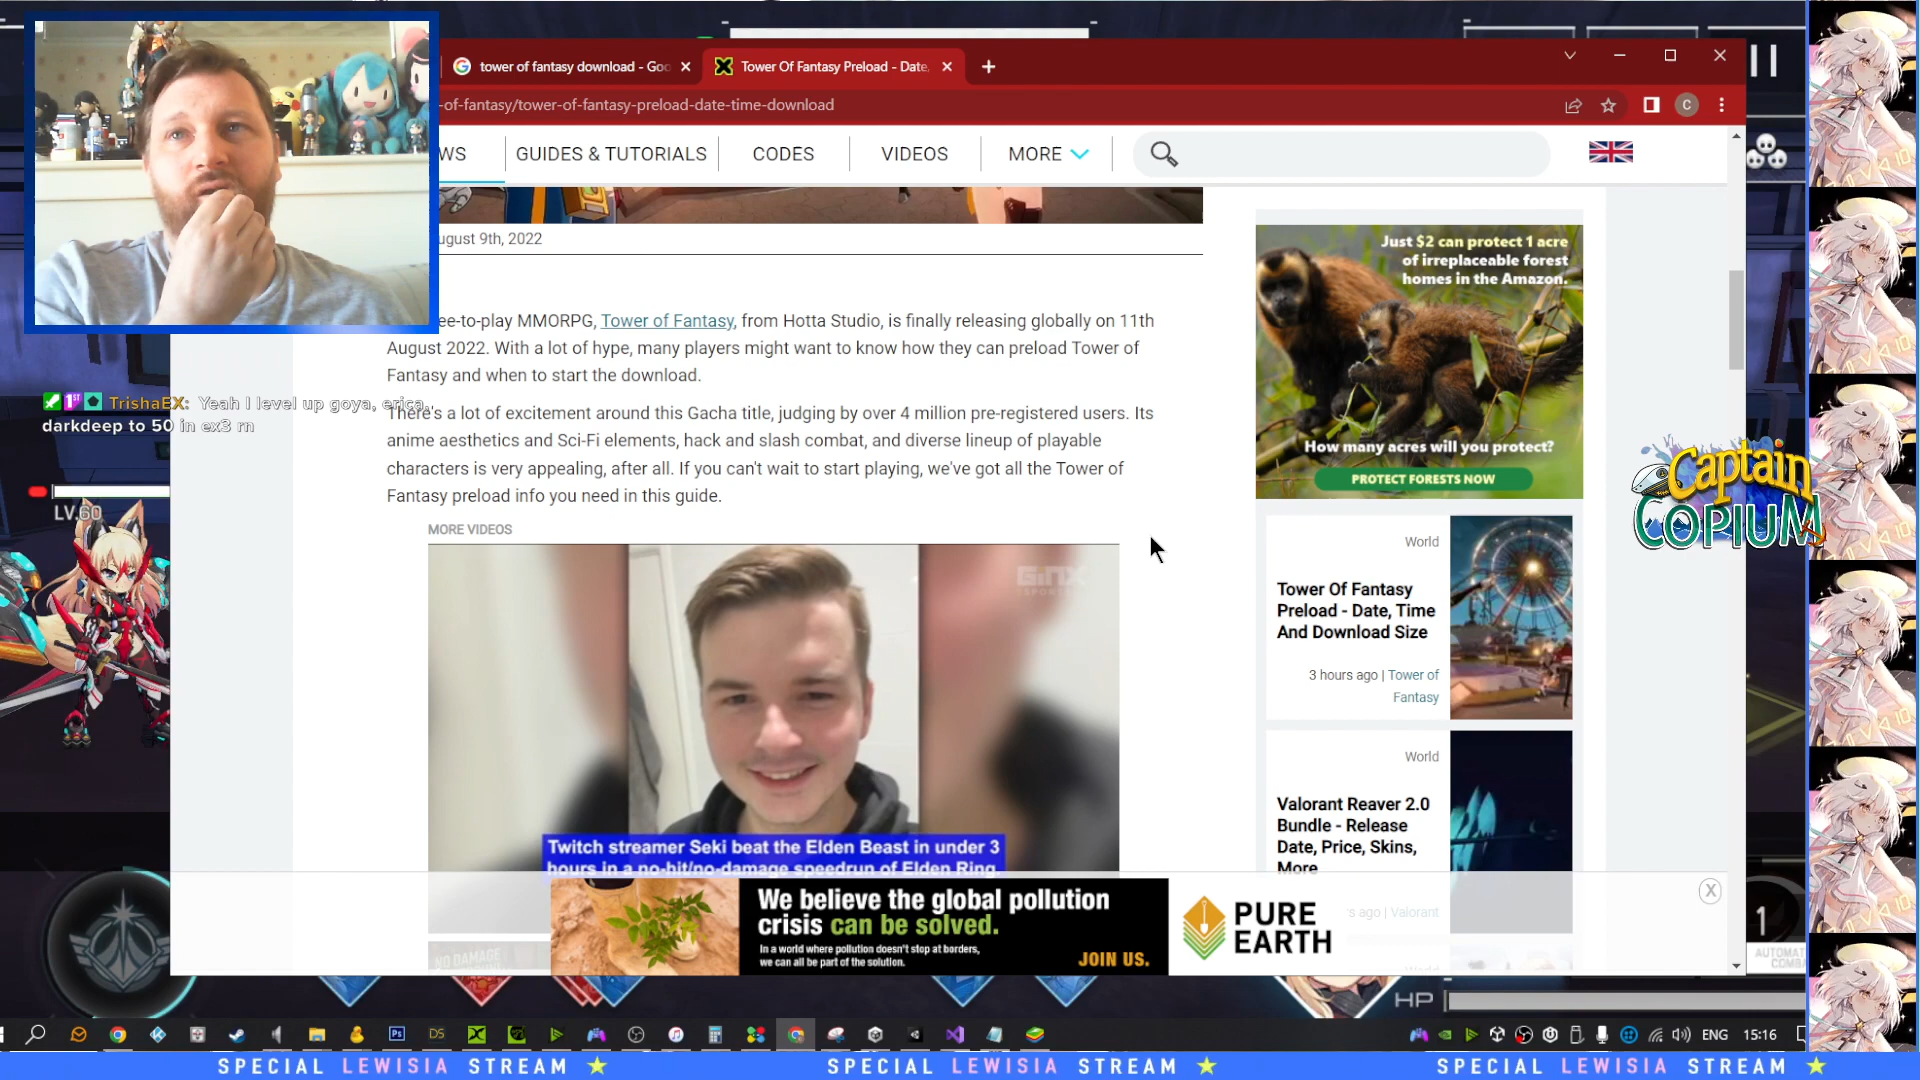 tower of fantasy download - Goo
Tower Of Fantasy Preload - Date,
-of-fantasy/tower-of-fantasy-preload-date-time-download
C
WS
GUIDES & TUTORIALS
CODES
VIDEOS
MORE
ugust 9th, 2022
ee-to-play MMORPG, Tower of Fantasy, from Hotta Studio, is finally releasing globally on 11th
August 2022. With a lot of hype, many players might want to know how they can preload Tower of
Fantasy and when to start the download.
TrishaEX: Yeah I level up goya, erica,
darkdeep to 50 in ex3 rn
There's a lot of excitement around this Gacha title, judging by over 4 million pre-registered users. Its
anime aesthetics and Sci-Fi elements, hack and slash combat, and diverse lineup of playable
characters is very appealing, after all. If you can't wait to start playing, we've got all the Tower of
Fantasy preload info you need in this guide.
MORE VIDEOS
GINX
ESPORTS
Twitch streamer Seki beat the Elden Beast in under 3
hours in a no-hit/no-damage speedrun of Elden Ring.
NO DAMAGE
Just $2 can protect 1 acre
of irreplaceable forest
homes in the Amazon.
How many acres will you protect?
PROTECT FORESTS NOW
World
Tower Of Fantasy
Preload - Date, Time
And Download Size
3 hours ago | Tower of
Fantasy
World
Valorant Reaver 2.0
Bundle - Release
Date, Price, Skins,
More
rs ago | Valorant
World
We believe the global pollution
crisis can be solved.
In a world where pollution doesn't stop at borders,
we can all be part of the solution.
JOIN US.
PURE
EARTH
X
Captain
COPIUM
LV.60
1
AUTOMAT
COMBA
HP
Ps
DS
ENG
15:16
SPECIAL LEWISIA STREAM
SPECIAL LEWISIA STREAM
SPECIAL LEWISIA STREAM